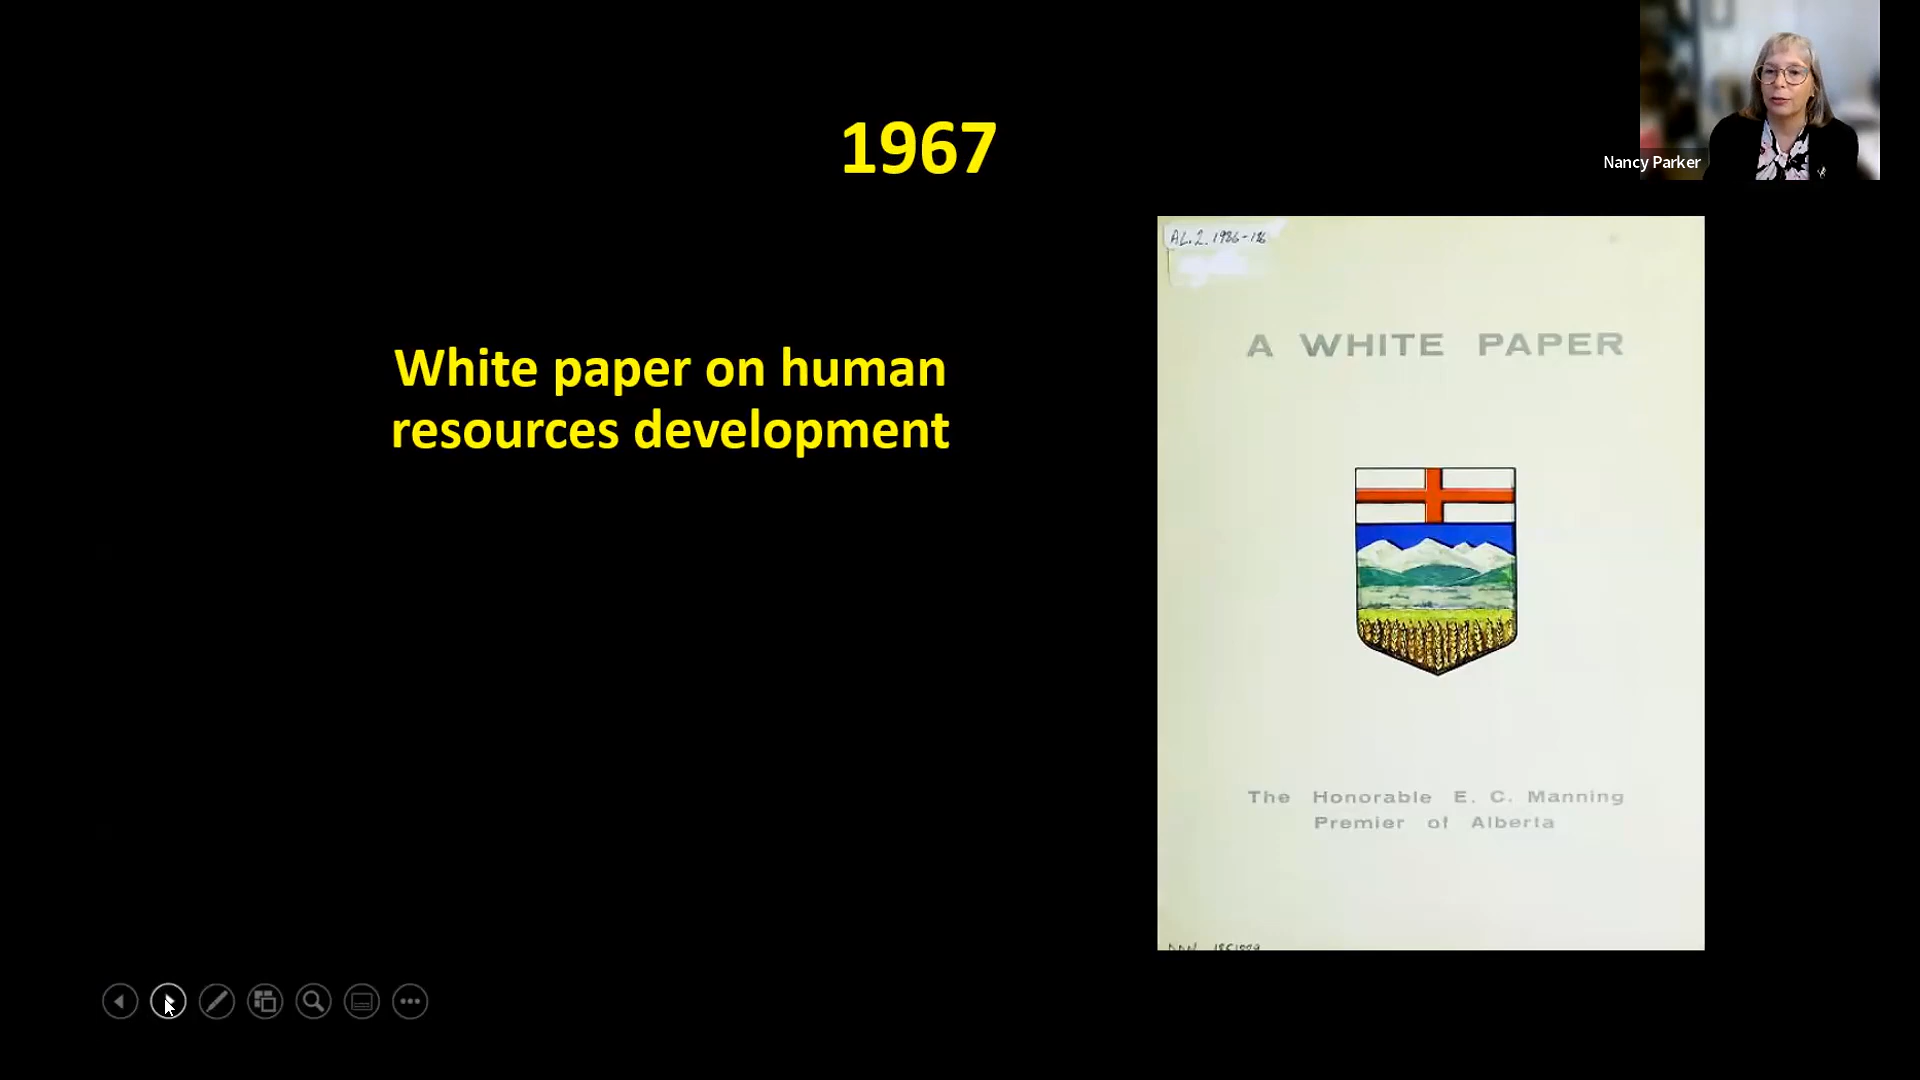 1967
Nancy Parker
White paper on human
resources development
AL.2.1986-186
A WHITE PAPER
The Honorable E. C. Manning
Premier of Alberta